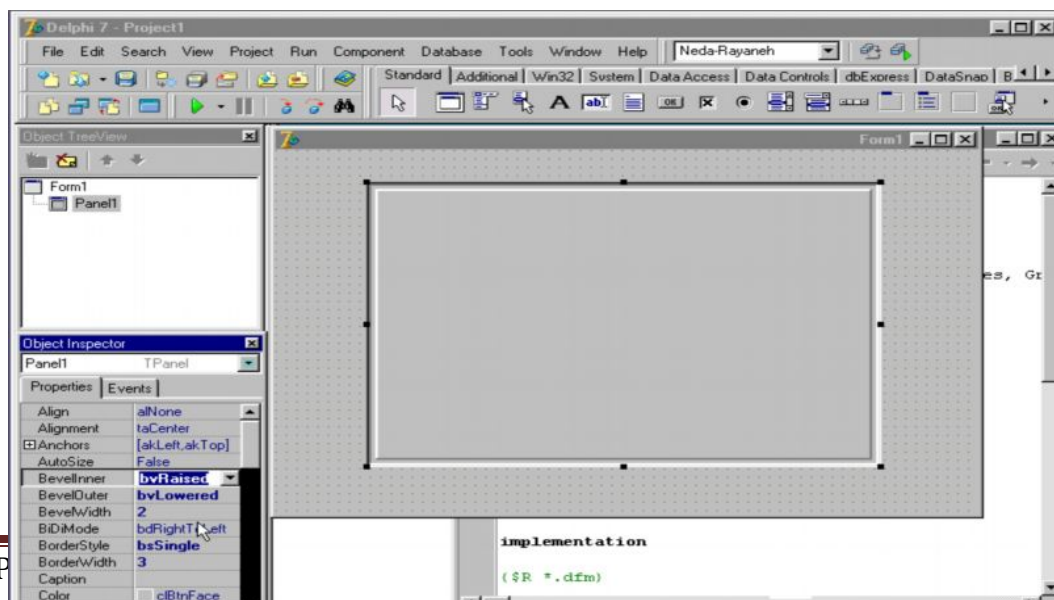 Delphi 7 - Project1
File Edit Search View Project Run Component Database Tools Window Help Neda-Rayaneh
Standard Additional Win32 System Data Access Data Controls dbExpress DataSnap B
Object TreeView
Form1
Panel1
Form1
es, Gr
Object Inspector
Panel1 TPanel
Properties Events
Align alNone
Alignment taCenter
Anchors [akLeft,akTop]
AutoSize False
BevelInner bvRaised
BevelOuter bvLowered
BevelWidth 2
BiDiMode
BorderStyle bsSingle
BorderWidth 3
Caption
Color clBtnFace
implementation
{$R *.dfm}
P